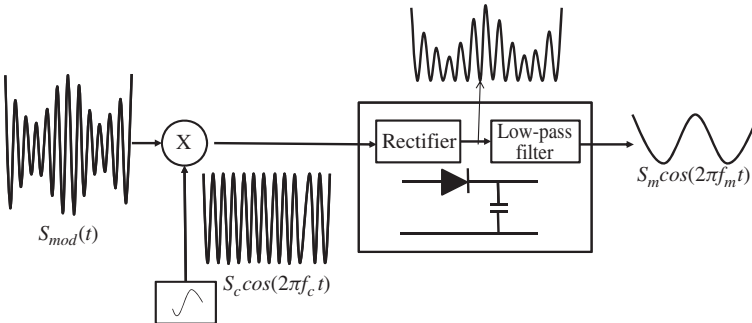 X
Rectifier
Low-pass
filter
S_mod(t)
S_c cos(2πf_c t)
S_m cos(2πf_m t)